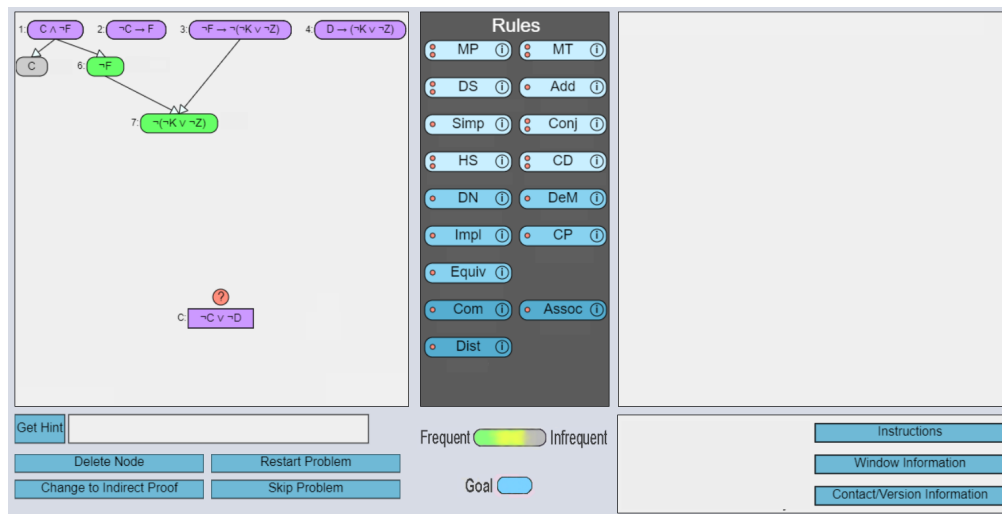 1: C ∧ ¬F 2: ¬C → F 3: ¬F → ¬(¬K ∨ ¬Z) 4: D → (¬K ∨ ¬Z)
C 6: ¬F
7: ¬(¬K ∨ ¬Z)
?
C: ¬C ∨ ¬D
Rules
MP i MT i
DS i Add i
Simp i Conj i
HS i CD i
DN i DeM i
Impl i CP i
Equiv i
Com i Assoc i
Dist i
Get Hint
Delete Node Restart Problem
Change to Indirect Proof Skip Problem
Frequent Infrequent
Goal
Instructions
Window Information
Contact/Version Information